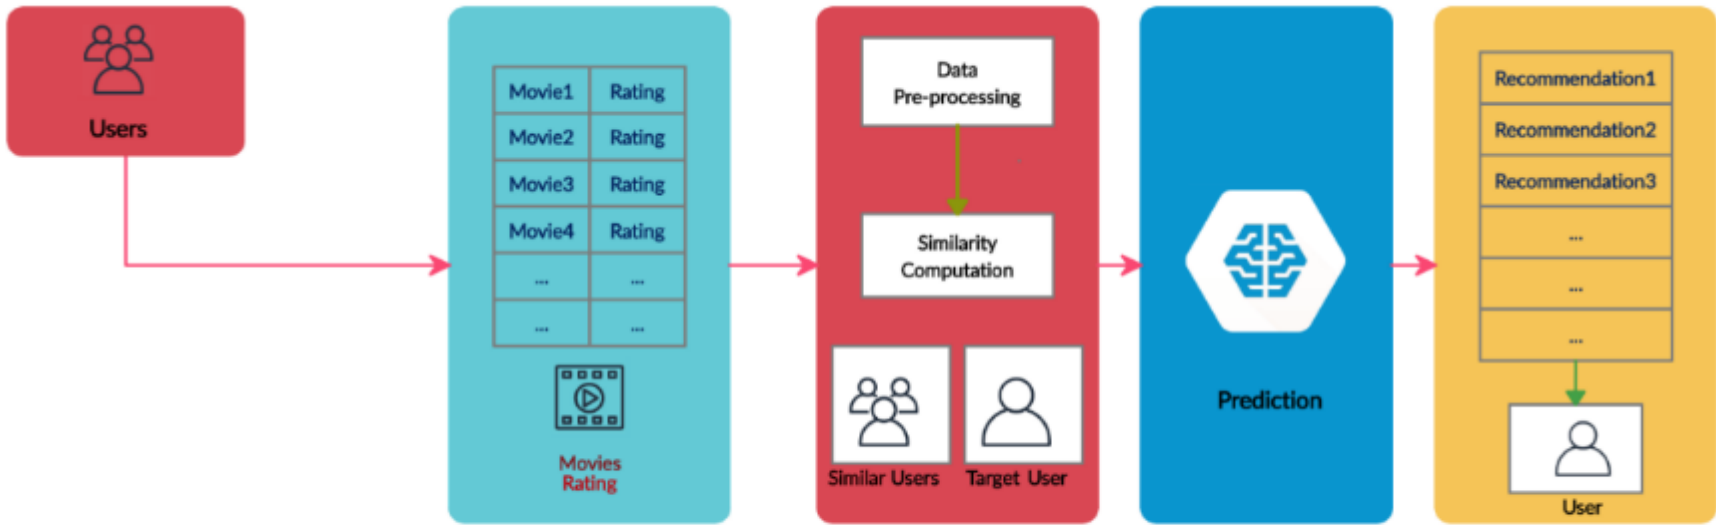 Users
Movie1 Rating
Movie2 Rating
Movie3 Rating
Movie4 Rating
... ...
... ...
Movies
Rating
Data
Pre-processing
Similarity
Computation
Similar Users
Target User
Prediction
Recommendation1
Recommendation2
Recommendation3
...
...
...
User